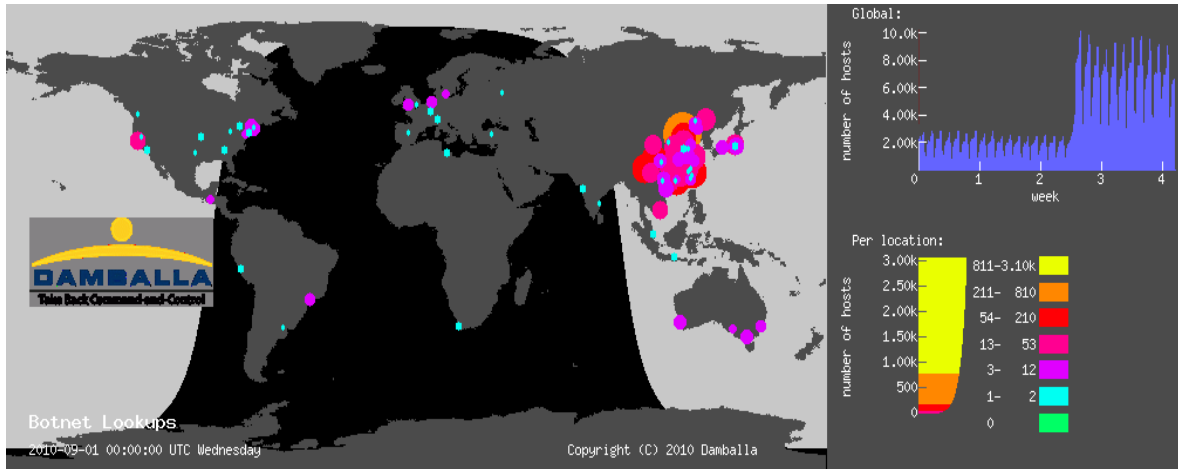 DAMBALLA
Take Back Command-and-Control
Botnet Lookups
2010-09-01 00:00:00 UTC Wednesday
Copyright (C) 2010 Damballa
Global:
number of hosts
10.0k
8.00k
6.00k
4.00k
2.00k
0
0 1 2 3 4
week
Per location:
number of hosts
3.00k
2.50k
2.00k
1.50k
1.00k
500
0
811-3.10k
211- 810
54- 210
13- 53
3- 12
1- 2
0